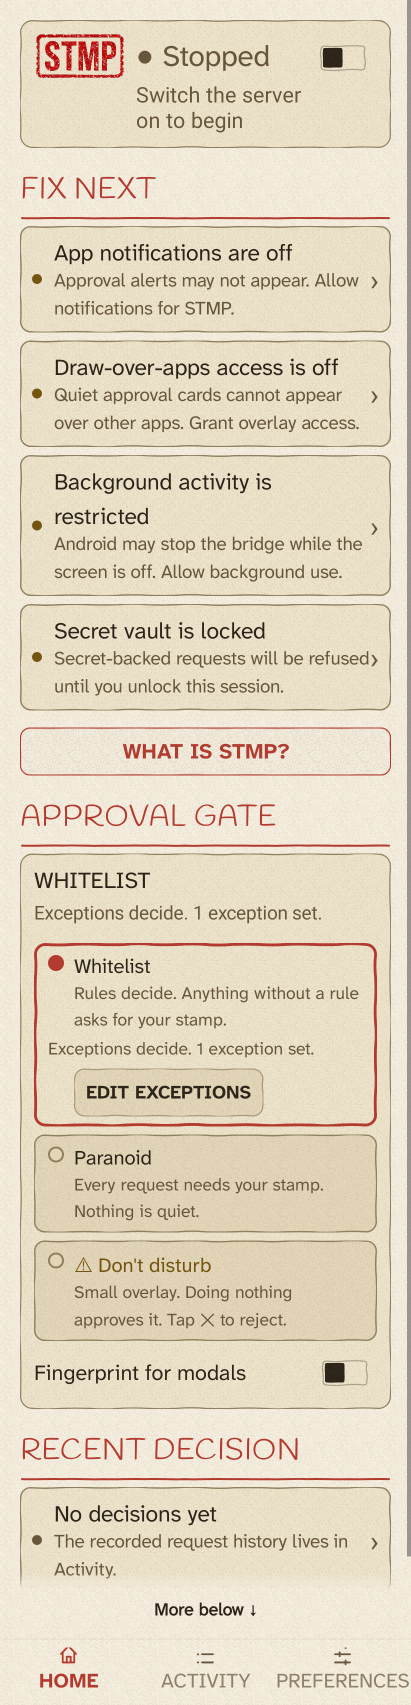 STMP
● Stopped
Switch the server
on to begin
FIX NEXT
App notifications are off
Approval alerts may not appear. Allow
notifications for STMP.
Draw-over-apps access is off
Quiet approval cards cannot appear
over other apps. Grant overlay access.
Background activity is
restricted
Android may stop the bridge while the
screen is off. Allow background use.
Secret vault is locked
Secret-backed requests will be refused
until you unlock this session.
WHAT IS STMP?
APPROVAL GATE
WHITELIST
Exceptions decide. 1 exception set.
Whitelist
Rules decide. Anything without a rule
asks for your stamp.
Exceptions decide. 1 exception set.
EDIT EXCEPTIONS
Paranoid
Every request needs your stamp.
Nothing is quiet.
⚠ Don't disturb
Small overlay. Doing nothing
approves it. Tap ✕ to reject.
Fingerprint for modals
RECENT DECISION
No decisions yet
The recorded request history lives in
Activity.
More below ↓
HOME
ACTIVITY
PREFERENCES